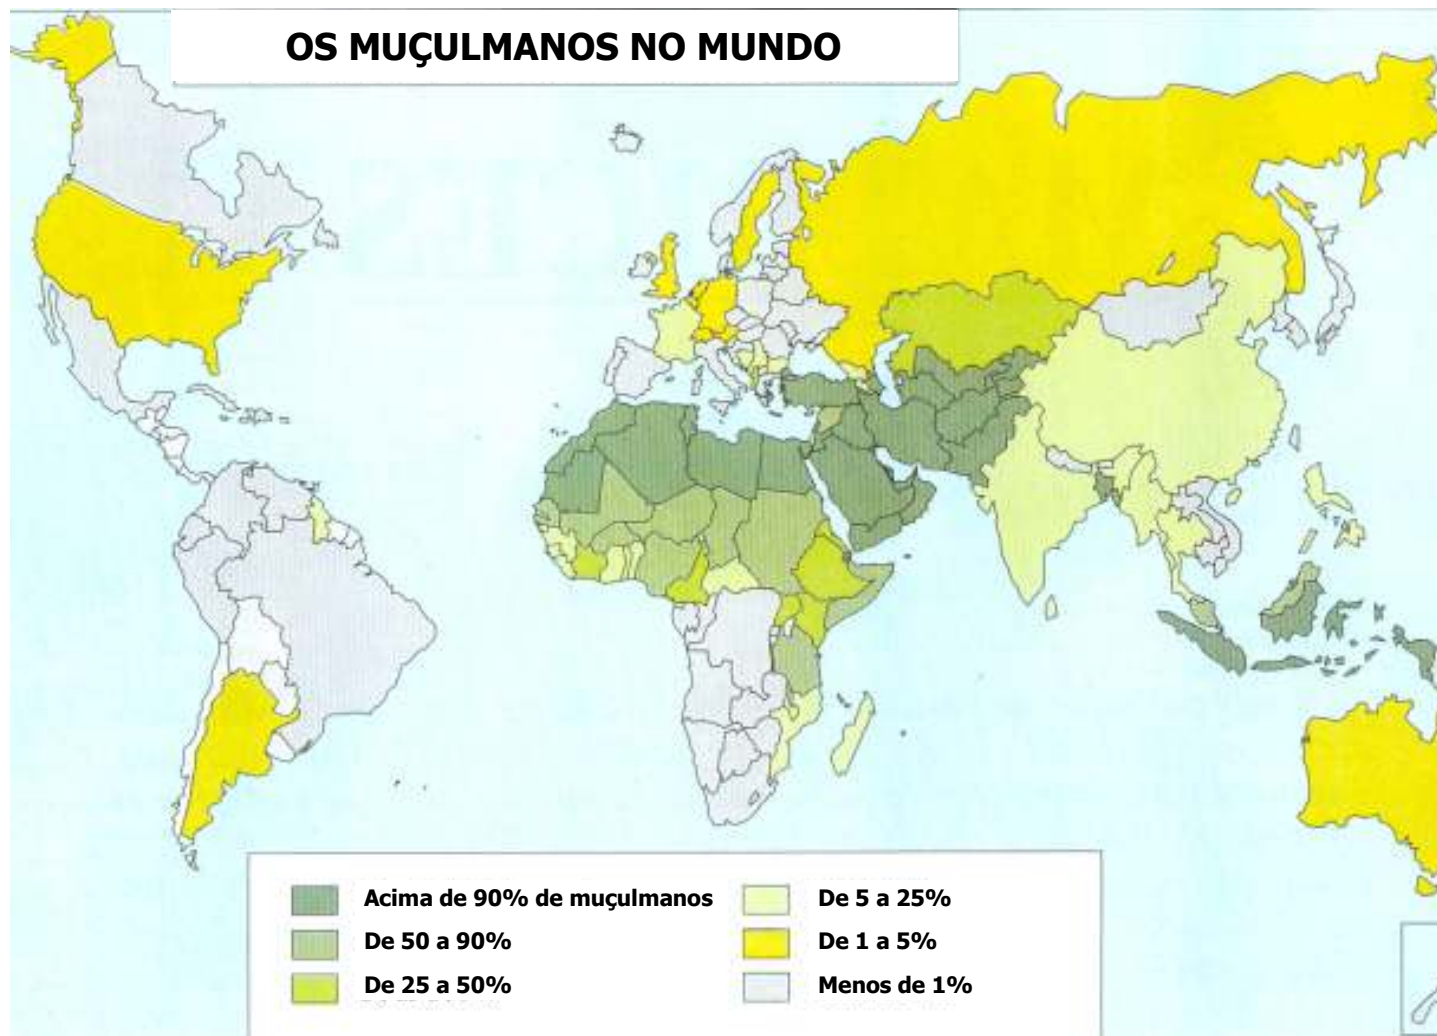 OS MUÇULMANOS NO MUNDO
Acima de 90% de muçulmanos
De 50 a 90%
De 25 a 50%
De 5 a 25%
De 1 a 5%
Menos de 1%